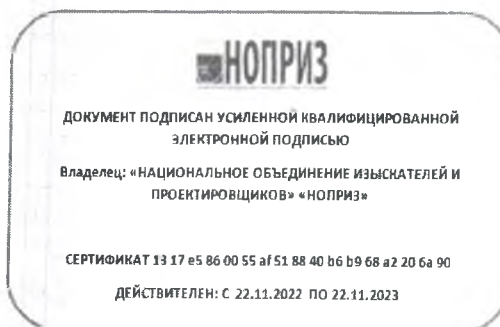 НОПРИЗ
ДОКУМЕНТ ПОДПИСАН УСИЛЕННОЙ КВАЛИФИЦИРОВАННОЙ
ЭЛЕКТРОННОЙ ПОДПИСЬЮ
Владелец: «НАЦИОНАЛЬНОЕ ОБЪЕДИНЕНИЕ ИЗЫСКАТЕЛЕЙ И
ПРОЕКТИРОВЩИКОВ» «НОПРИЗ»
СЕРТИФИКАТ 13 17 e5 86 00 55 af 51 88 40 b6 b9 68 a2 20 6a 90
ДЕЙСТВИТЕЛЕН: С 22.11.2022 ПО 22.11.2023